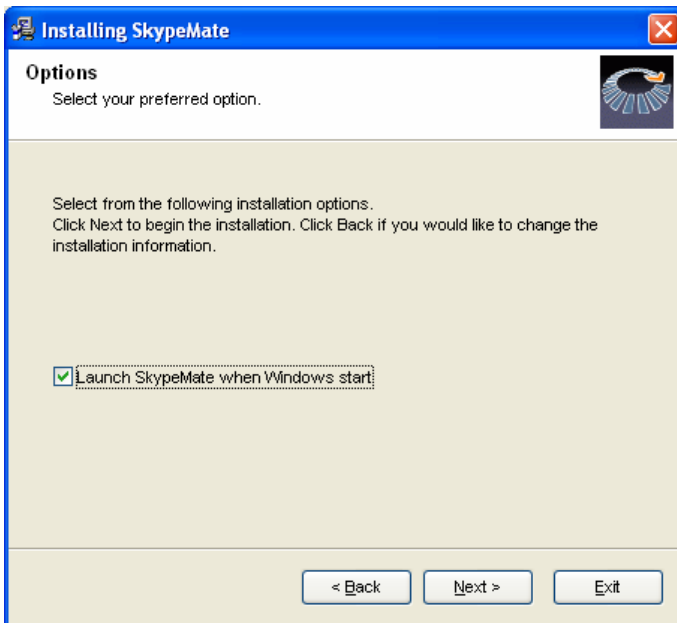 Installing SkypeMate
Options
Select your preferred option.
Select from the following installation options.
Click Next to begin the installation. Click Back if you would like to change the
installation information.
Launch SkypeMate when Windows start
< Back
Next >
Exit